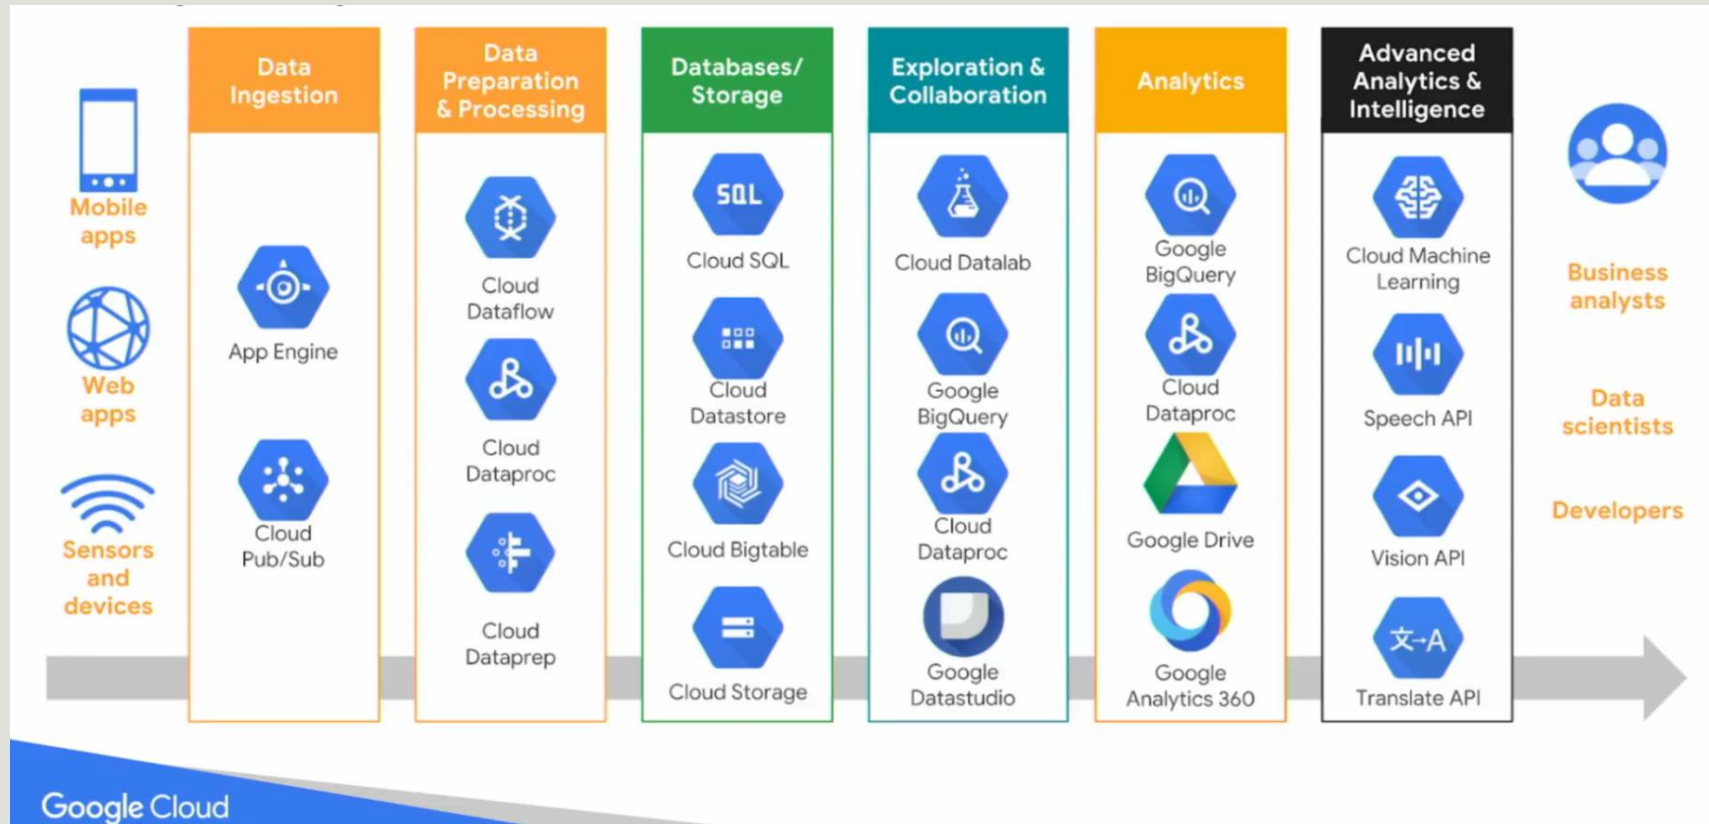 Mobile
apps
Web
apps
Sensors
and
devices
Data
Ingestion
App Engine
Cloud
Pub/Sub
Data
Preparation
& Processing
Cloud
Dataflow
Cloud
Dataproc
Cloud
Dataprep
Databases/
Storage
SQL
Cloud SQL
Cloud
Datastore
Cloud Bigtable
Cloud Storage
Exploration &
Collaboration
Cloud Datalab
Google
BigQuery
Cloud
Dataproc
Google
Datastudio
Analytics
Google
BigQuery
Cloud
Dataproc
Google Drive
Google
Analytics 360
Advanced
Analytics &
Intelligence
Cloud Machine
Learning
Speech API
Vision API
文→A
Translate API
Business
analysts
Data
scientists
Developers
Google Cloud